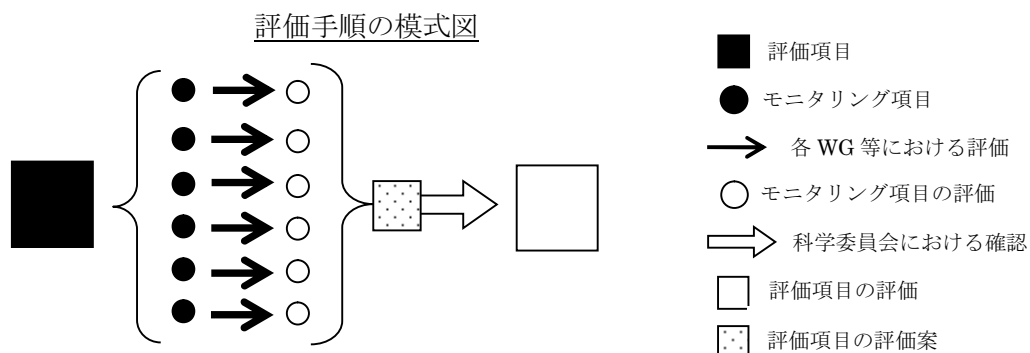 評価手順の模式図
評価項目
モニタリング項目
各 WG 等における評価
モニタリング項目の評価
科学委員会における確認
評価項目の評価
評価項目の評価案